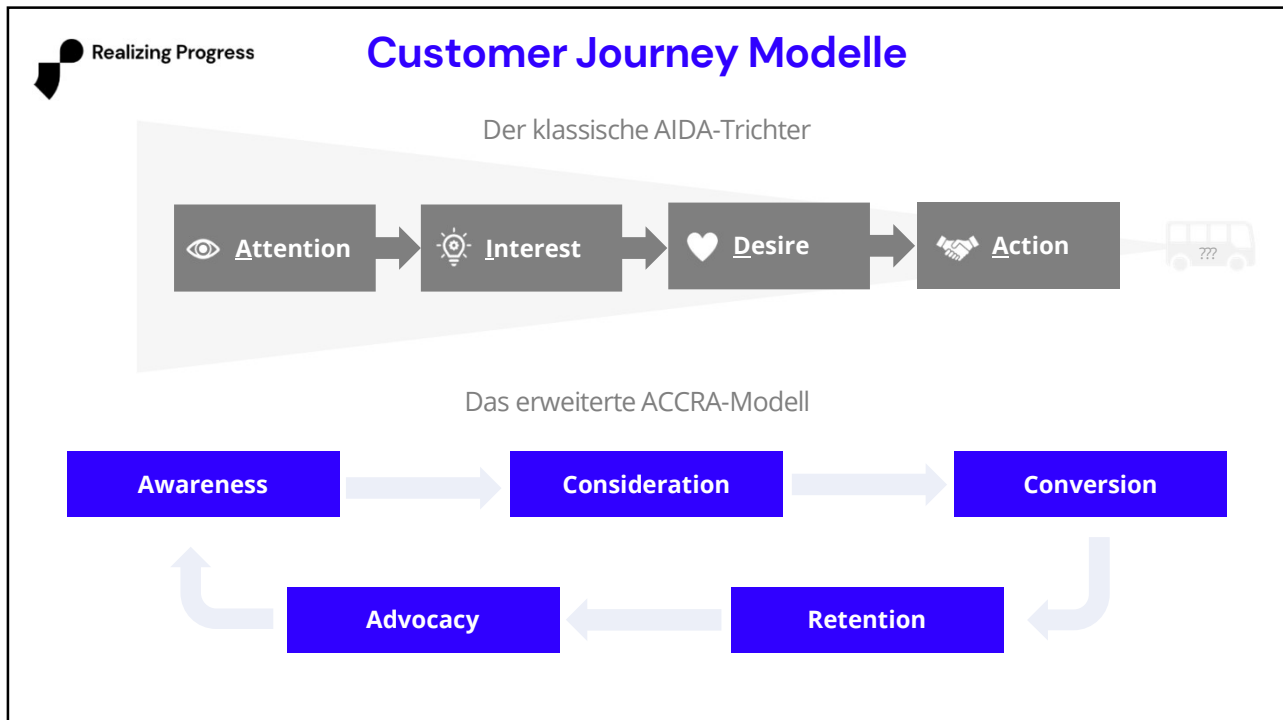 Realizing Progress
Customer Journey Modelle
Der klassische AIDA-Trichter
Attention
Interest
Desire
Action
???
Das erweiterte ACCRA-Modell
Awareness
Consideration
Conversion
Advocacy
Retention